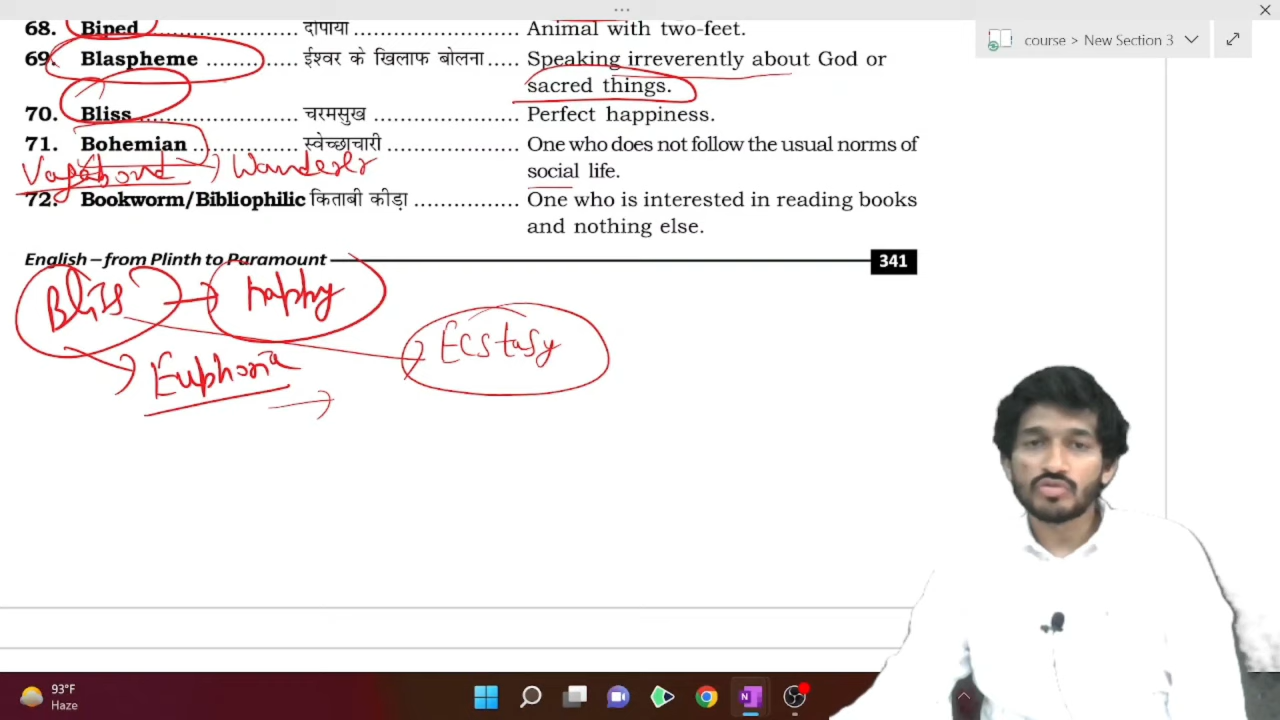 68. Biped ................................ दोपाया ............................. Animal with two-feet.
69. Blaspheme ................ ईश्वर के खिलाफ बोलना ..... Speaking irreverently about God or
sacred things.
70. Bliss ................................ चरमसुख ......................... Perfect happiness.
71. Bohemian ................... स्वेच्छाचारी ....................... One who does not follow the usual norms of
social life.
Vagabond → Wanderer
72. Bookworm/Bibliophilic किताबी कीड़ा .................. One who is interested in reading books
and nothing else.
English – from Plinth to Paramount 341
Bliss → happy
Ecstasy
Euphoria →
course > New Section 3
93°F
Haze